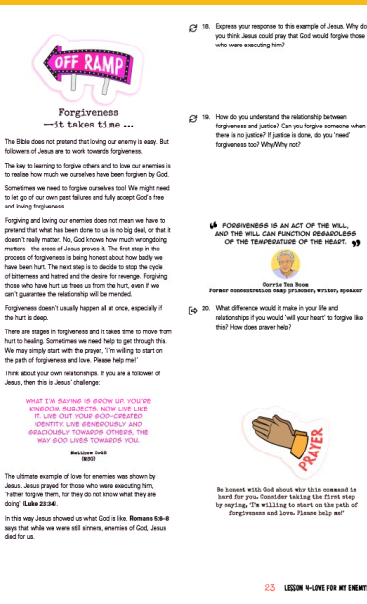 OFF RAMP
Forgiveness
—it takes time ...
The Bible does not pretend that loving our enemy is easy. But
followers of Jesus are to work towards forgiveness.
The key to learning to forgive others and to love our enemies is
to realise how much we ourselves have been forgiven by God.
Sometimes we need to forgive ourselves too! We might need
to let go of our own past failures and fully accept God's free
and loving forgiveness
Forgiving and loving our enemies does not mean we have to
pretend that what has been done to us is no big deal, or that it
doesn't really matter. No, God knows how much wrongdoing
matters - the cross of Jesus proves it. The first step in the
process of forgiveness is being honest about how badly we
have been hurt. The next step is to decide to stop the cycle
of bitterness and hatred and the desire for revenge. Forgiving
those who have hurt us frees us from the hurt, even if we
can't guarantee the relationship will be mended.
Forgiveness doesn't usually happen all at once, especially if
the hurt is deep.
There are stages in forgiveness and it takes time to move from
hurt to healing. Sometimes we need help to get through this.
We may simply start with the prayer, 'I'm willing to start on
the path of forgiveness and love. Please help me!'
Think about your own relationships. If you are a follower of
Jesus, then this is Jesus' challenge:
WHAT I'M SAYING IS GROW UP. YOU'RE
KINGDOM SUBJECTS. NOW LIVE LIKE
IT. LIVE OUT YOUR GOD-CREATED
IDENTITY. LIVE GENEROUSLY AND
GRACIOUSLY TOWARDS OTHERS, THE
WAY GOD LIVES TOWARDS YOU.
Matthew 5:48
(MSG)
The ultimate example of love for enemies was shown by
Jesus. Jesus prayed for those who were executing him,
'Father forgive them, for they do not know what they are
doing' (Luke 23:34).
In this way Jesus showed us what God is like. Romans 5:6–8
says that while we were still sinners, enemies of God, Jesus
died for us.
18. Express your response to this example of Jesus. Why do
you think Jesus could pray that God would forgive those
who were executing him?
19. How do you understand the relationship between
forgiveness and justice? Can you forgive someone when
there is no justice? If justice is done, do you 'need'
forgiveness too? Why/Why not?
“ FORGIVENESS IS AN ACT OF THE WILL,
AND THE WILL CAN FUNCTION REGARDLESS
OF THE TEMPERATURE OF THE HEART. ”
Corrie Ten Boom
Former concentration camp prisoner, writer, speaker
20. What difference would it make in your life and
relationships if you would 'will your heart' to forgive like
this? How does prayer help?
PRAYER
Be honest with God about why this command is
hard for you. Consider taking the first step
by saying, 'I'm willing to start on the path of
forgiveness and love. Please help me!'
23 LESSON 4–LOVE FOR MY ENEMY